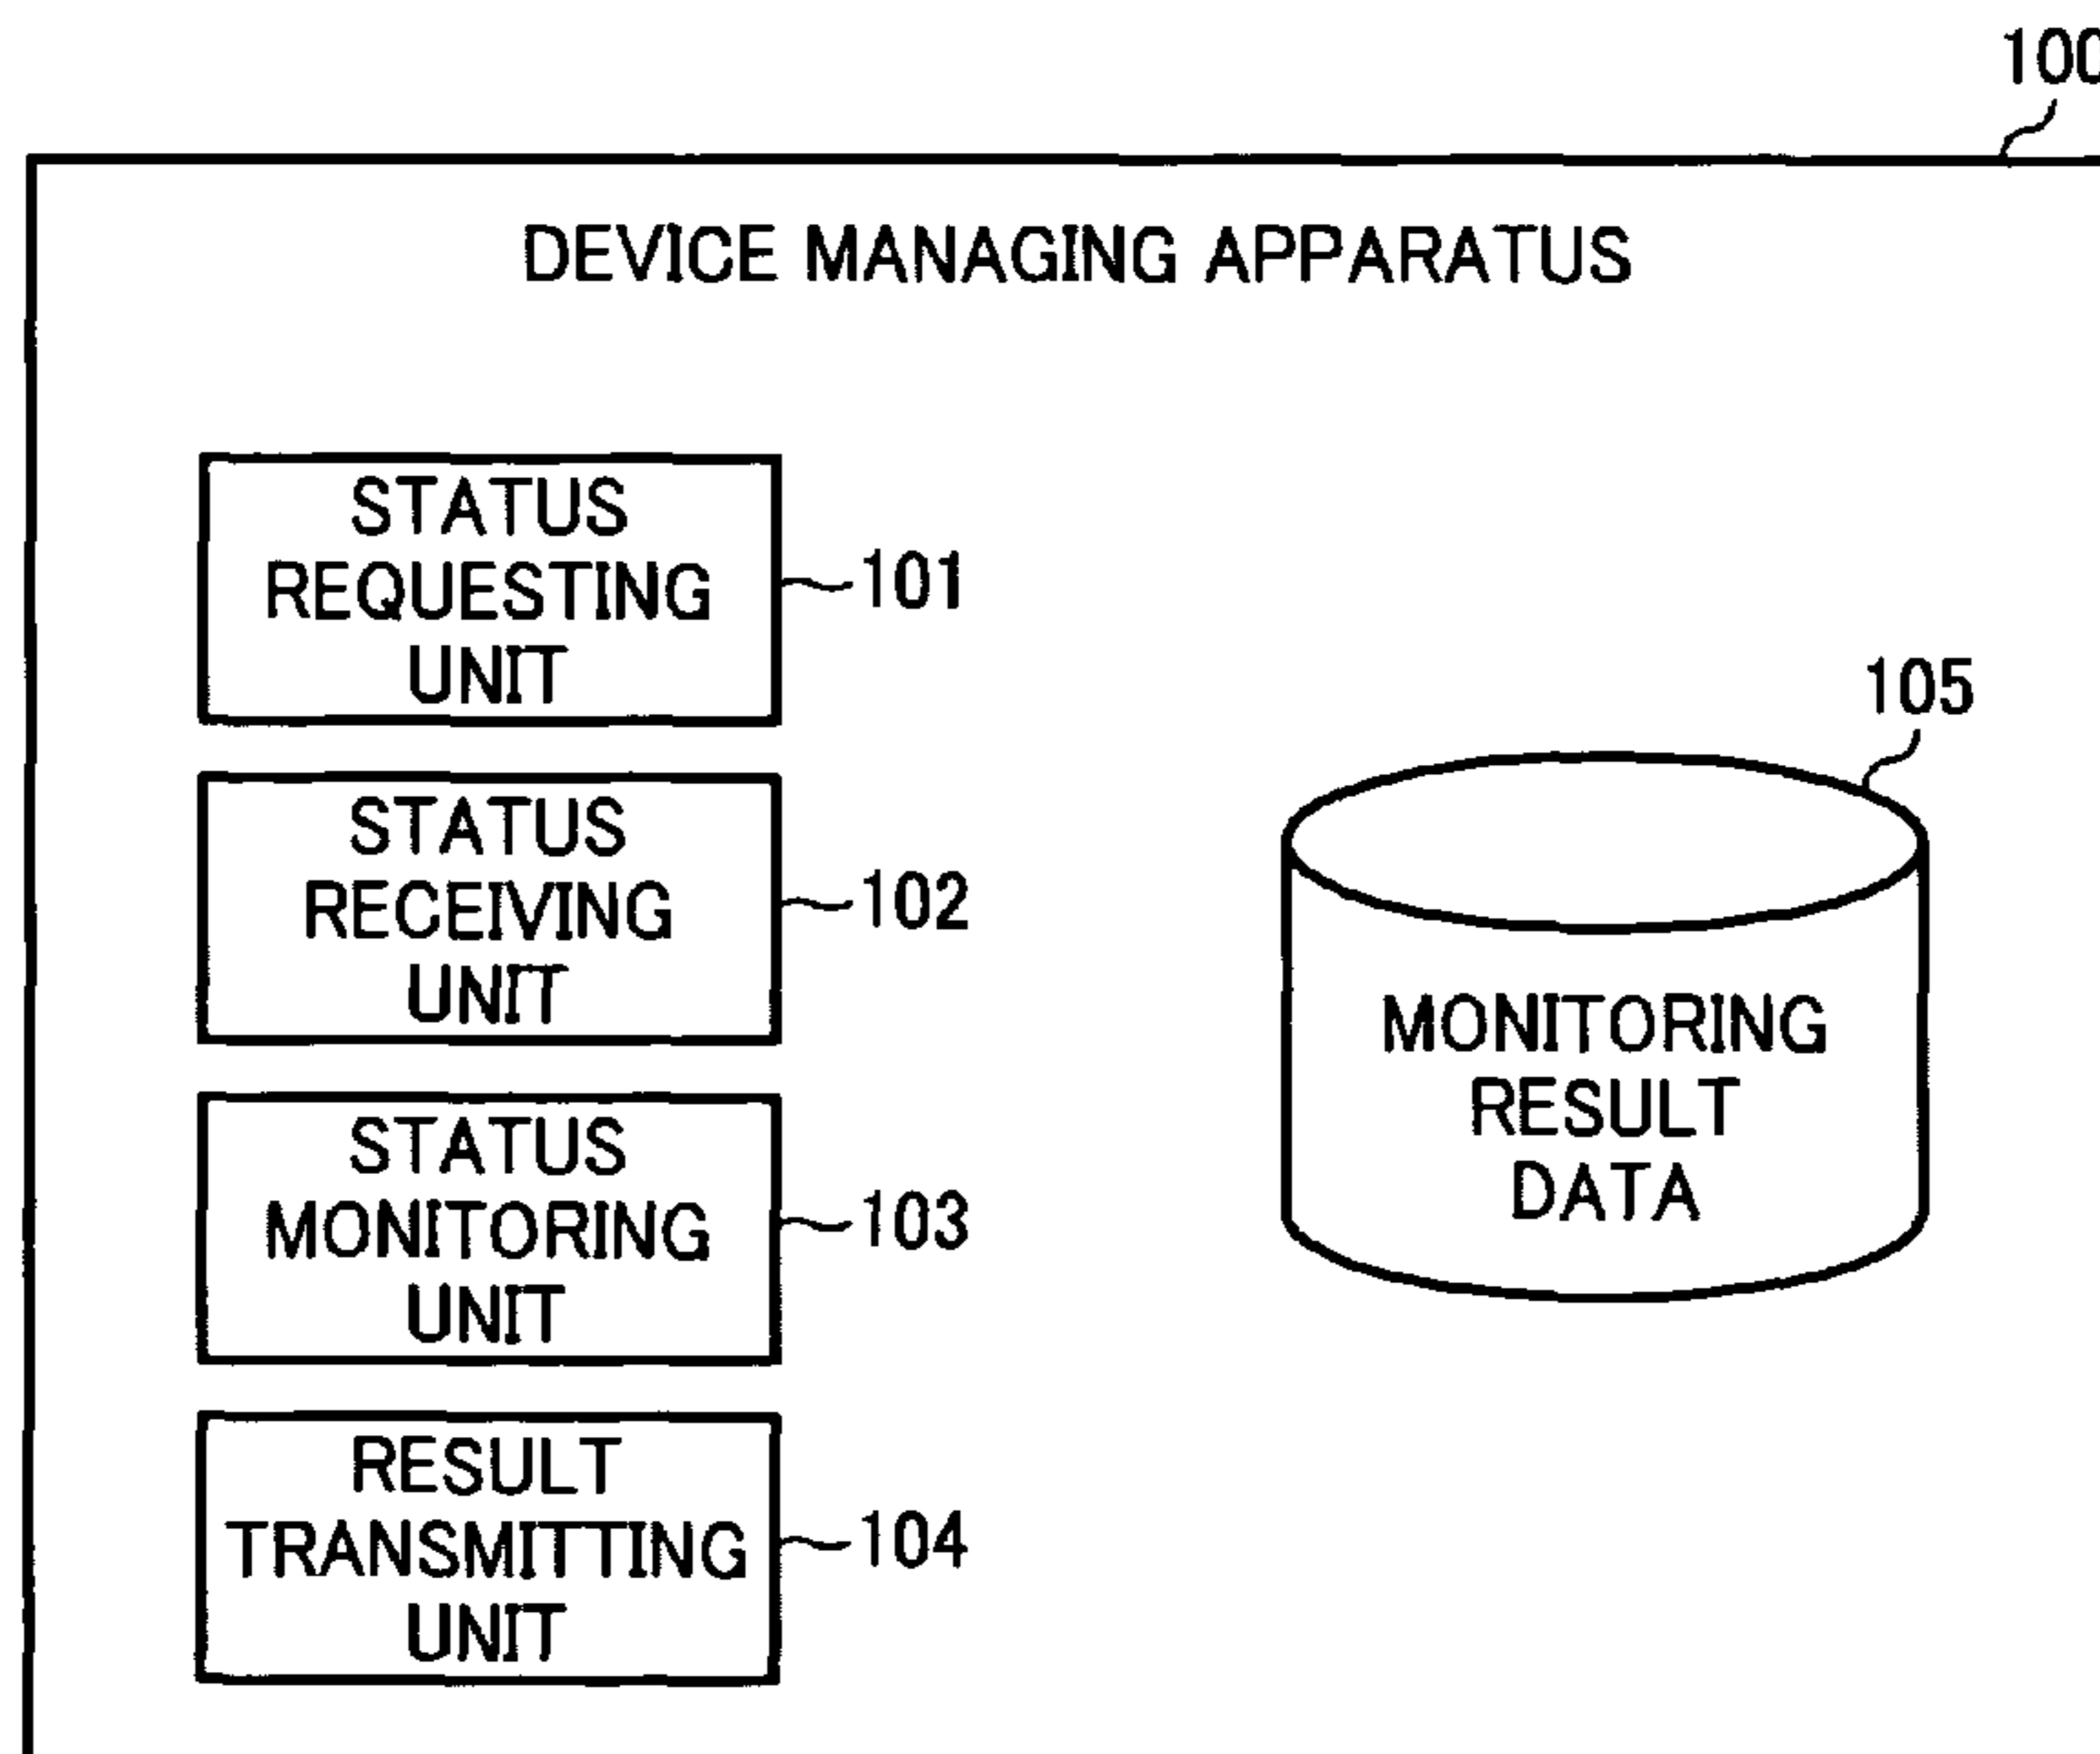 100
DEVICE MANAGING APPARATUS
STATUS
REQUESTING
UNIT
101
STATUS
RECEIVING
UNIT
102
STATUS
MONITORING
UNIT
103
RESULT
TRANSMITTING
UNIT
104
105
MONITORING
RESULT
DATA